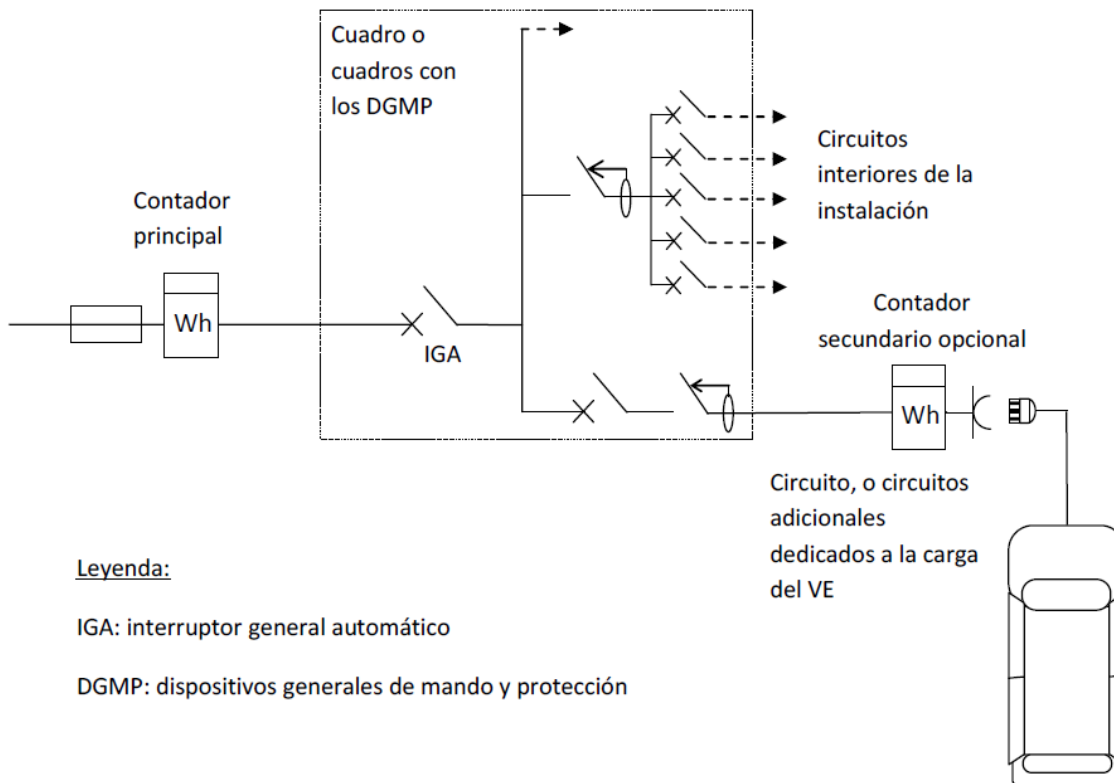 Cuadro o
cuadros con
los DGMP
Circuitos
interiores de la
instalación
Contador
principal
Wh
IGA
Contador
secundario opcional
Wh
Circuito, o circuitos
adicionales
dedicados a la carga
del VE
Leyenda:
IGA: interruptor general automático
DGMP: dispositivos generales de mando y protección